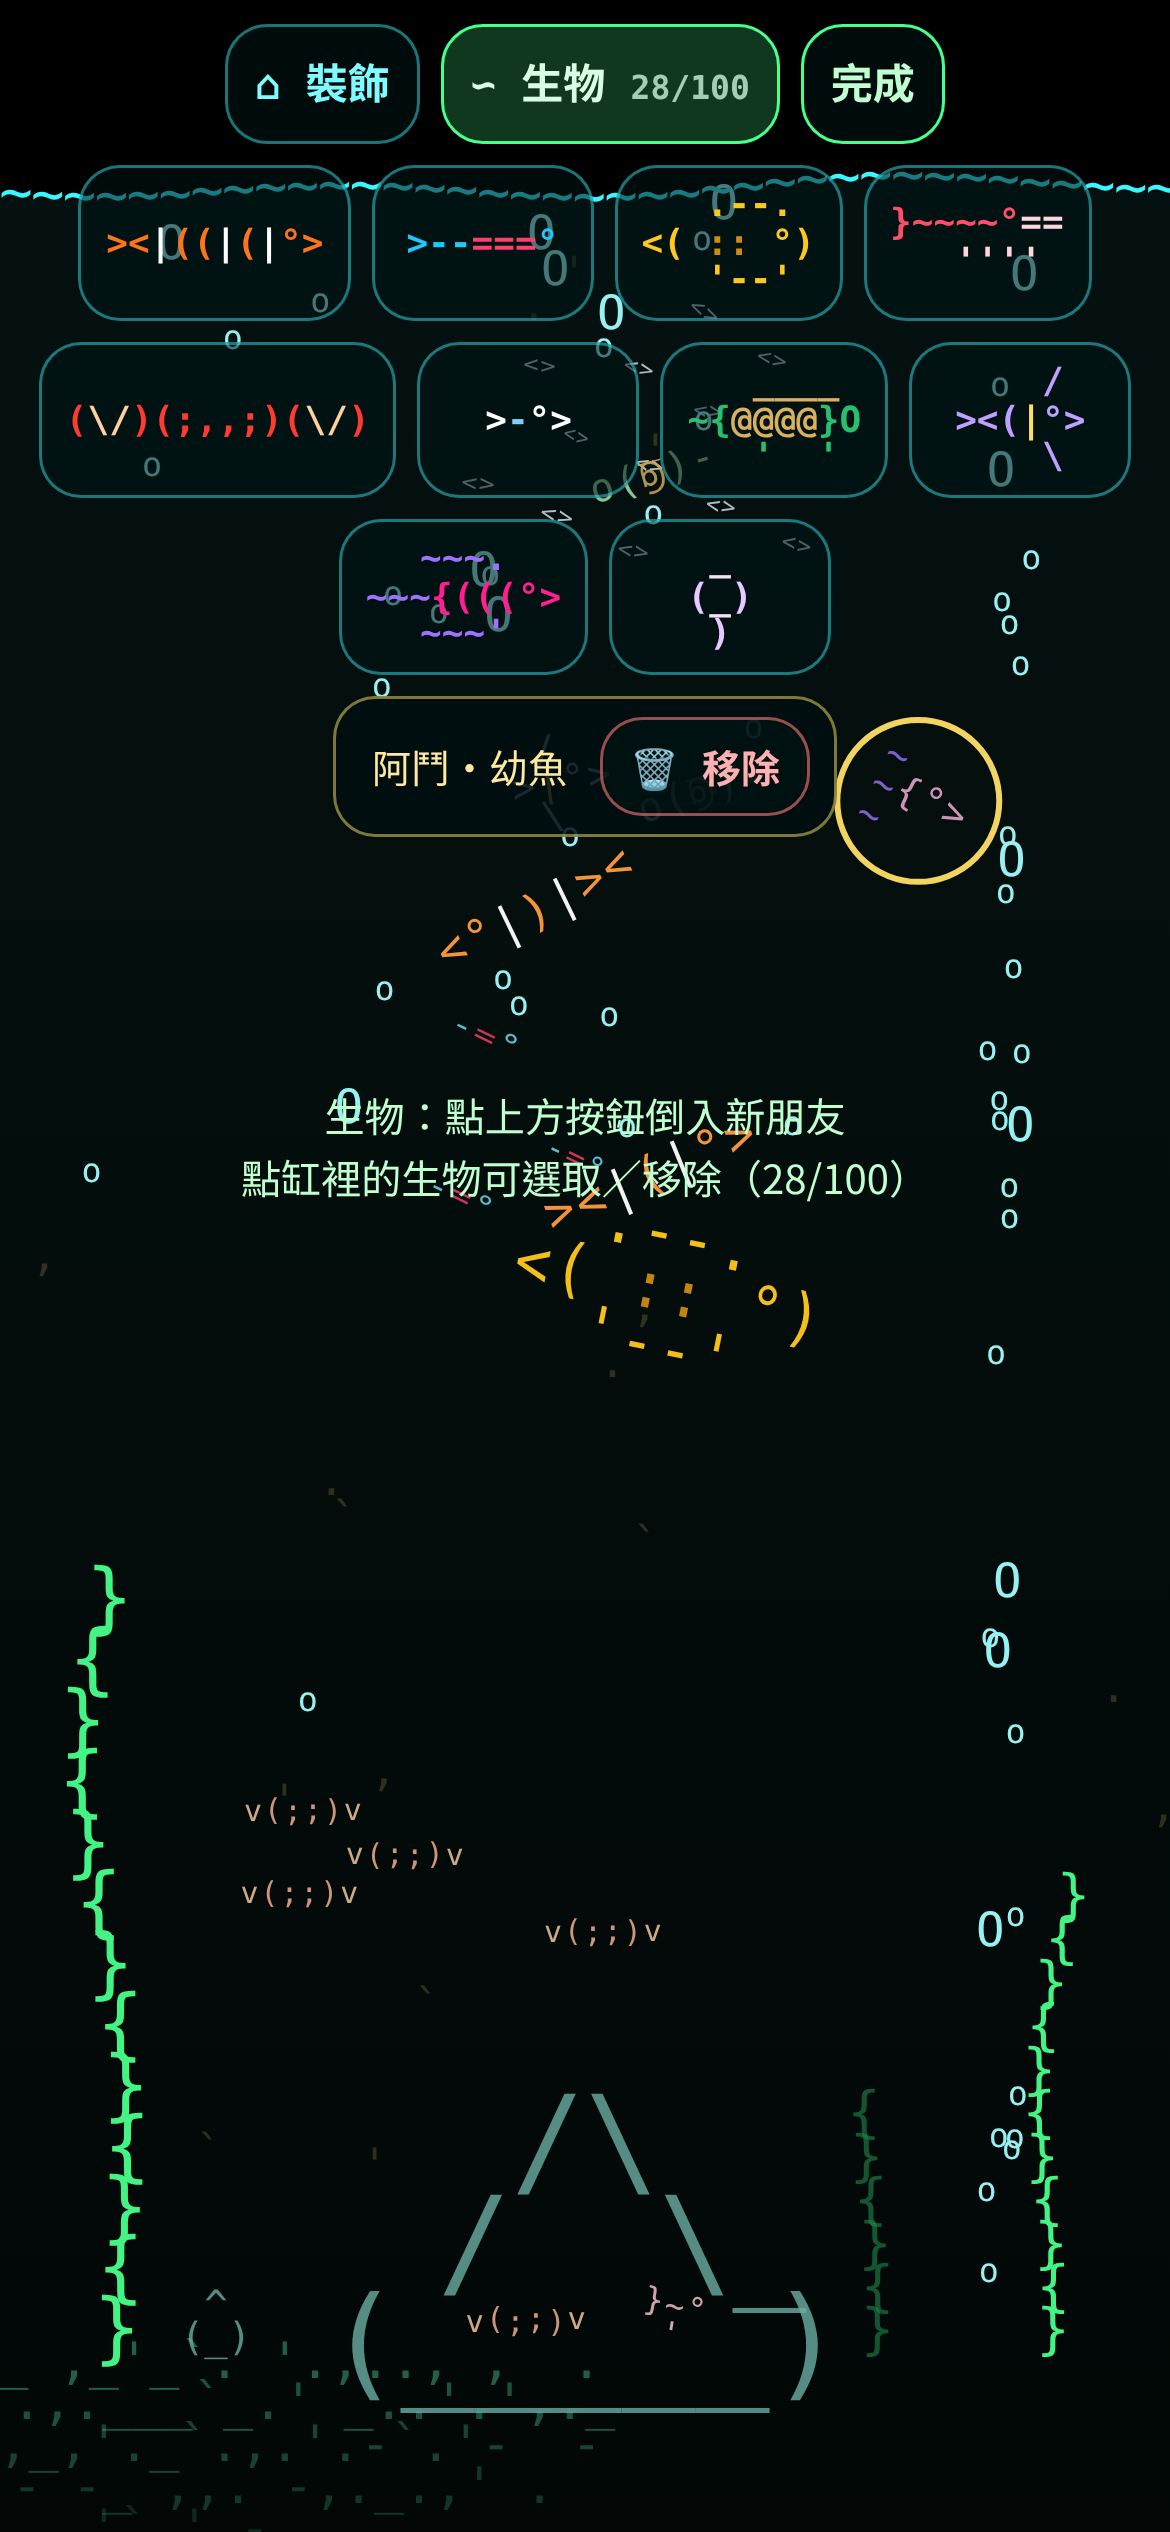 ⌂ 裝飾
∽ 生物 28/100
完成
><|((|(|°>
>--===°
.--.
<( :: °)
'--'
}~~~~°==
''''
(\/)(;,,;)(\/)
>-°>
_____
~{@@@@}O
' '
/
><(|°>
\
~~~.
~~~{(((°>
~~~'
_
(_)
)
阿鬥・幼魚
🗑️ 移除
~
~{°>
~
<°|)|><
-=°
生物：點上方按鈕倒入新朋友
點缸裡的生物可選取／移除（28/100）
-=°
-=°
><|(|°>
.--.
<( :: °)
'--'
v(;;)v
v(;;)v
v(;;)v
v(;;)v
v(;;)v
}~°
^
(_)